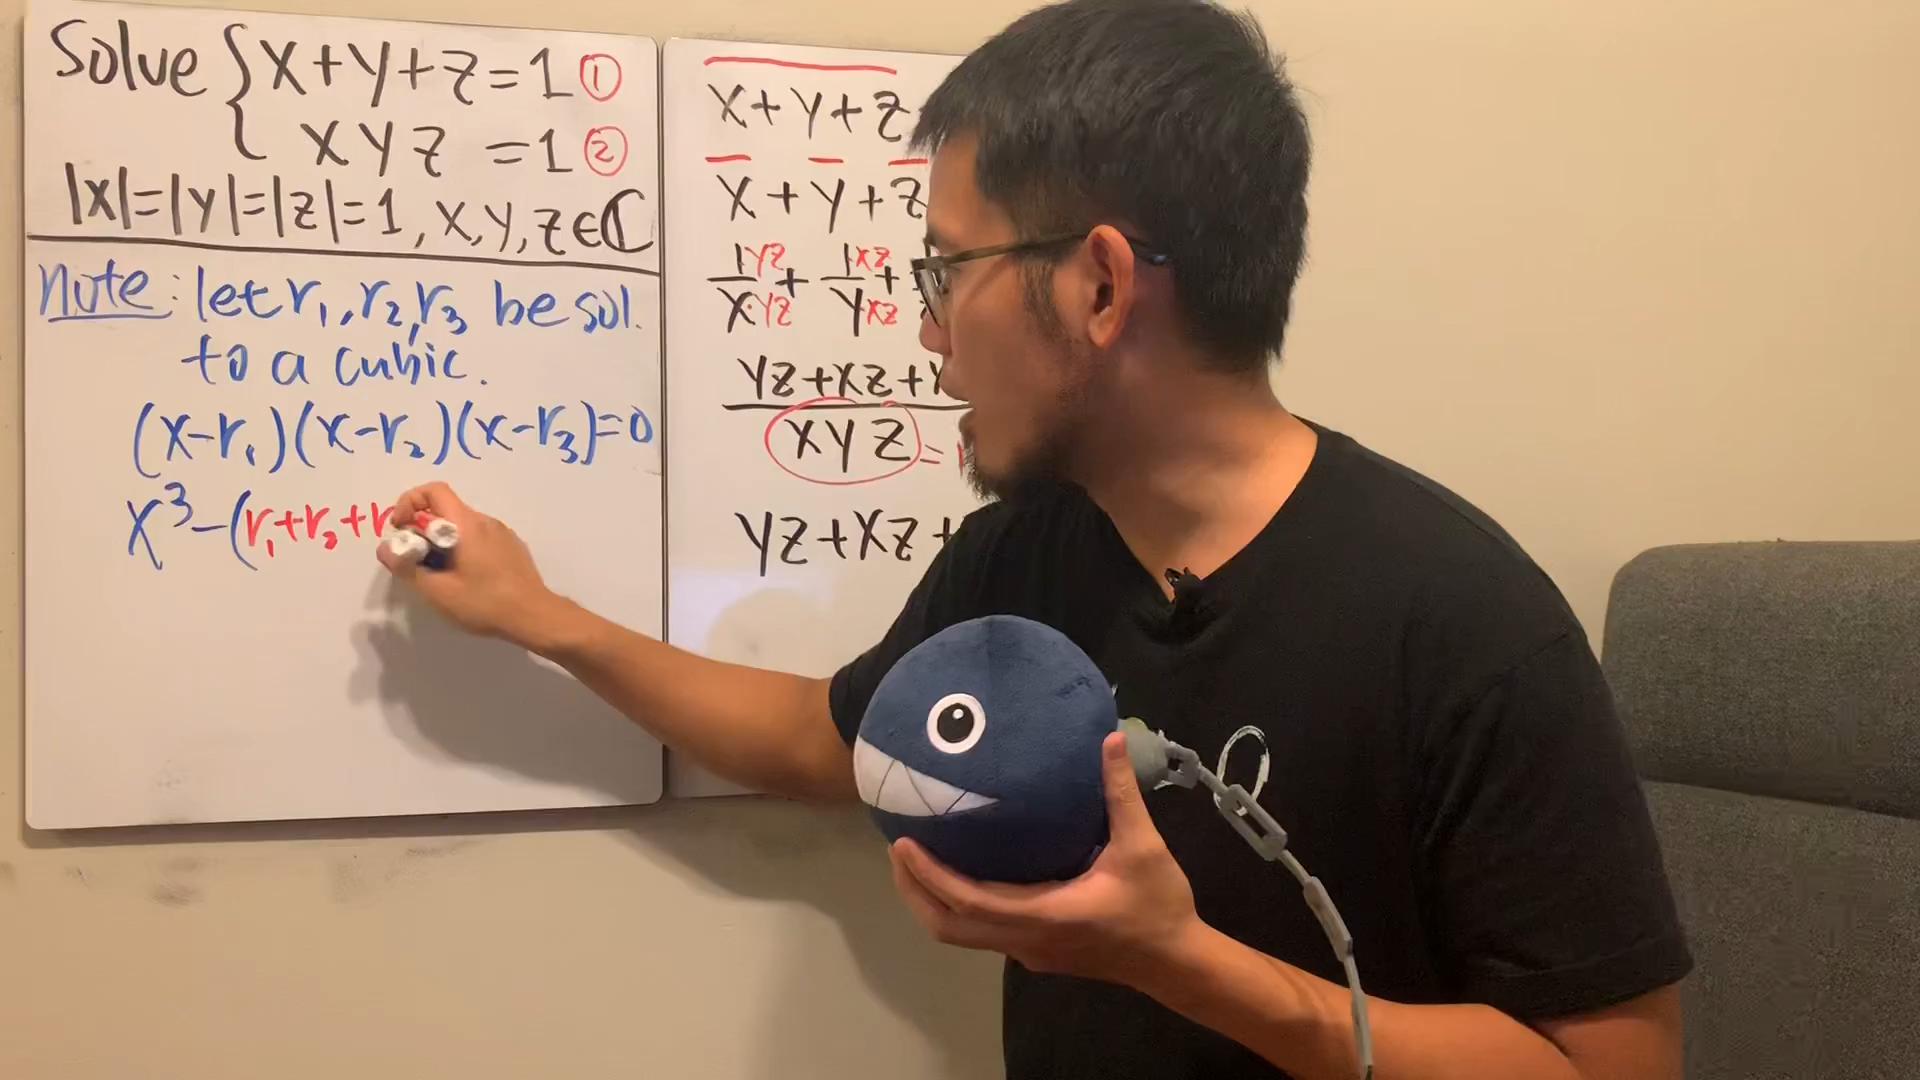 Solve { x+y+z=1 ①
xyz =1 ②
|x|=|y|=|z|=1, x,y,z∈ℂ
Note: let r₁,r₂,r₃ be sol.
to a cubic.
(x-r₁)(x-r₂)(x-r₃)=0
x³-(r₁+r₂+r
x+y+z
x+y+z
1yz/x·yz + 1xz/yxz +
yz+xz+
xyz =
yz+xz+